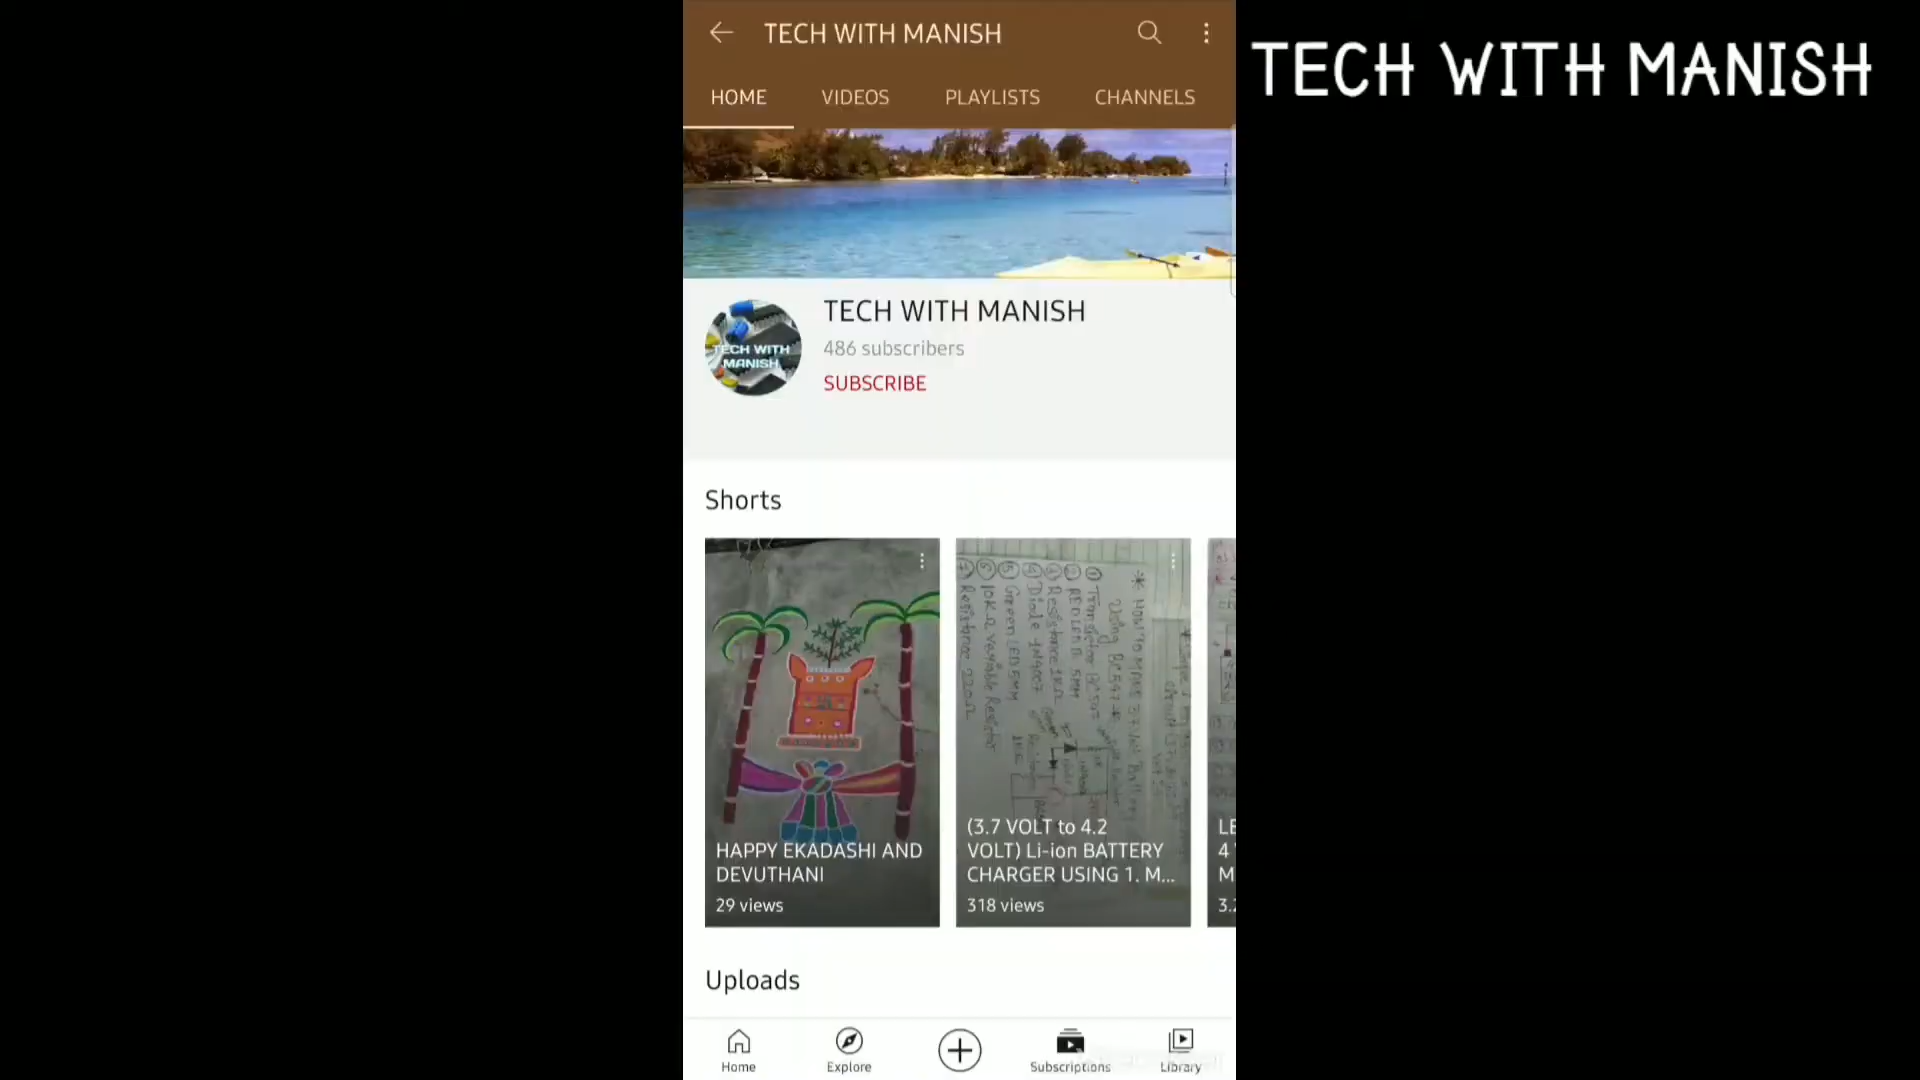 TECH WITH MANISH
TECH WITH MANISH
HOME
VIDEOS
PLAYLISTS
CHANNELS
TECH WITH MANISH
TECH WITH MANISH
486 subscribers
SUBSCRIBE
Shorts
HAPPY EKADASHI AND
DEVUTHANI
29 views
(3.7 VOLT to 4.2
VOLT) Li-ion BATTERY
CHARGER USING 1. M...
318 views
Uploads
Home
Explore
Subscriptions
Library